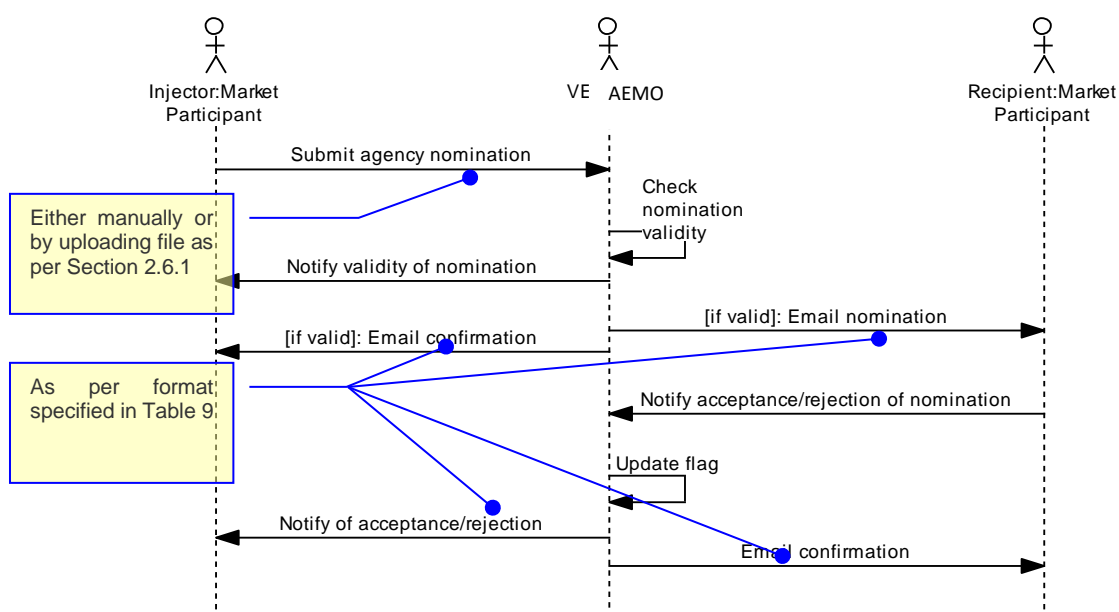 Injector:Market
Participant
VE AEMO
Recipient:Market
Participant
Submit agency nomination
Either manually or
by uploading file as
per Section 2.6.1
Check
nomination
validity
Notify validity of nomination
[if valid]: Email nomination
[if valid]: Email confirmation
As per format
specified in Table 9
Notify acceptance/rejection of nomination
Update flag
Notify of acceptance/rejection
Email confirmation